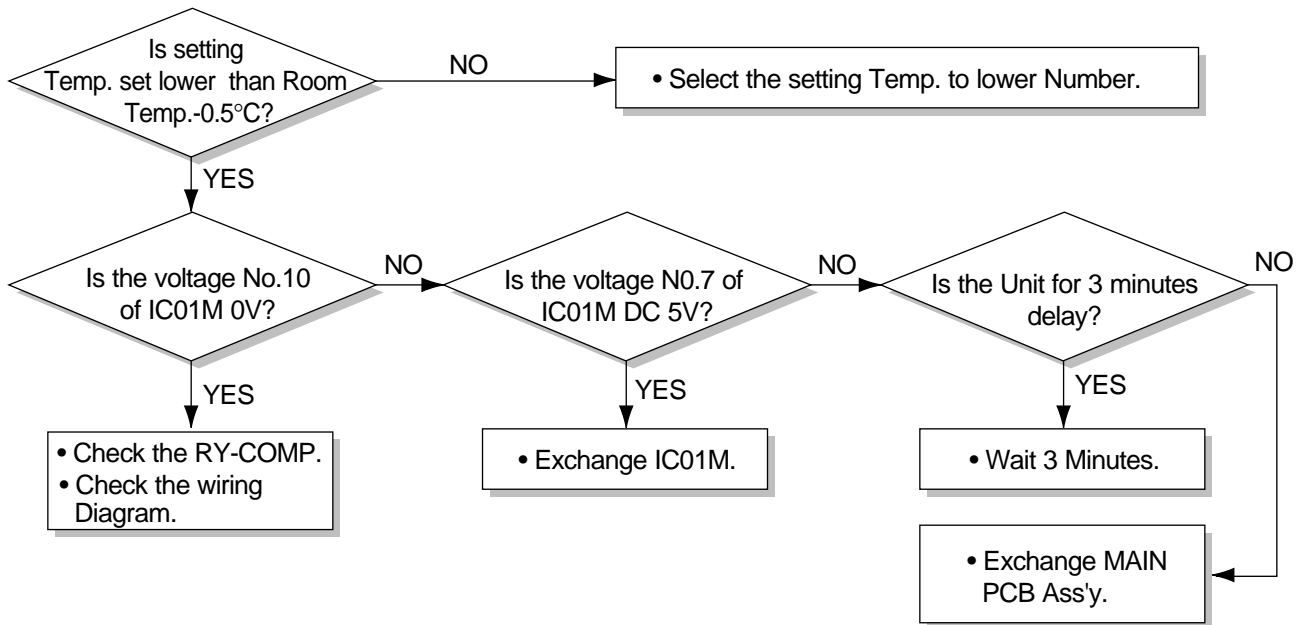 Is setting
Temp. set lower than Room
Temp.-0.5°C?
NO
• Select the setting Temp. to lower Number.
YES
Is the voltage No.10
of IC01M 0V?
NO
Is the voltage N0.7 of
IC01M DC 5V?
NO
Is the Unit for 3 minutes
delay?
NO
YES
YES
YES
• Check the RY-COMP.
• Check the wiring
Diagram.
• Exchange IC01M.
• Wait 3 Minutes.
• Exchange MAIN
PCB Ass'y.